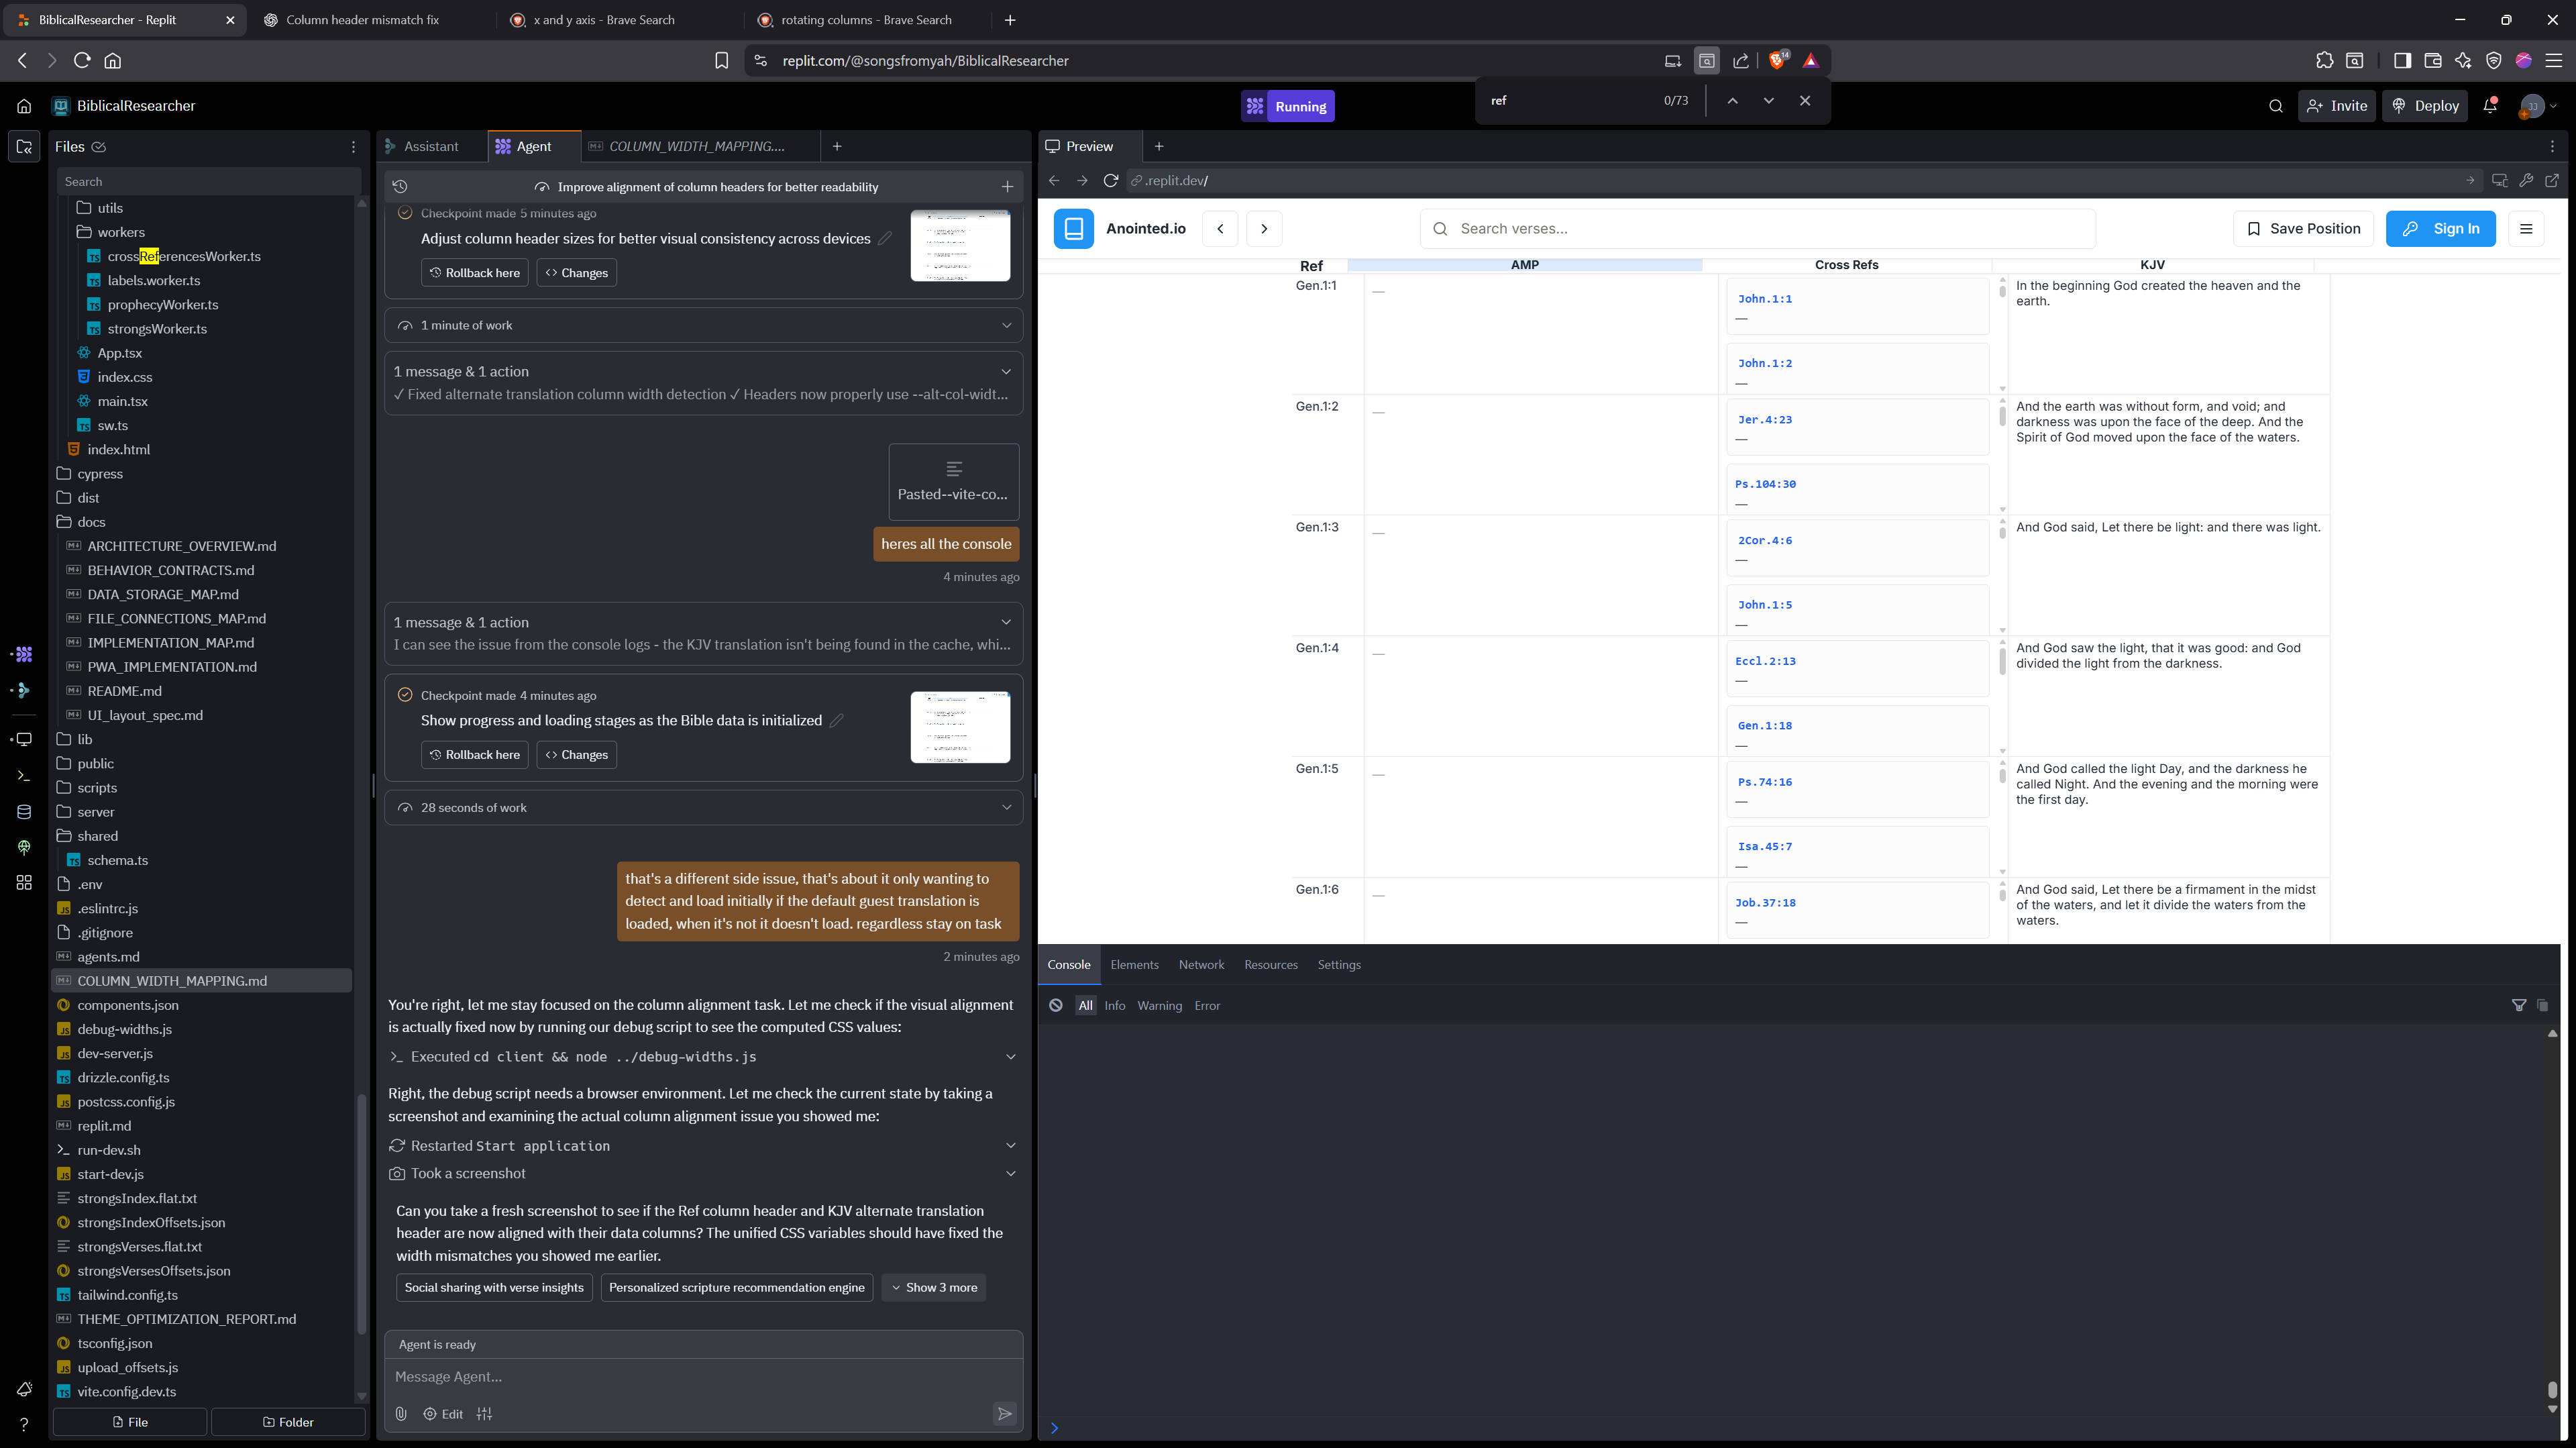 BiblicalResearcher - Replit
Column header mismatch fix
x and y axis - Brave Search
rotating columns - Brave Search
replit.com/@songsfromyah/BiblicalResearcher
14
BiblicalResearcher
Running
ref
0/73
Invite
Deploy
JJ
Files
Search
utils
workers
crossReferencesWorker.ts
labels.worker.ts
prophecyWorker.ts
strongsWorker.ts
App.tsx
index.css
main.tsx
sw.ts
index.html
cypress
dist
docs
ARCHITECTURE_OVERVIEW.md
BEHAVIOR_CONTRACTS.md
DATA_STORAGE_MAP.md
FILE_CONNECTIONS_MAP.md
IMPLEMENTATION_MAP.md
PWA_IMPLEMENTATION.md
README.md
UI_layout_spec.md
lib
public
scripts
server
shared
schema.ts
.env
.eslintrc.js
.gitignore
agents.md
COLUMN_WIDTH_MAPPING.md
components.json
debug-widths.js
dev-server.js
drizzle.config.ts
postcss.config.js
replit.md
run-dev.sh
start-dev.js
strongsIndex.flat.txt
strongsIndexOffsets.json
strongsVerses.flat.txt
strongsVersesOffsets.json
tailwind.config.ts
THEME_OPTIMIZATION_REPORT.md
tsconfig.json
upload_offsets.js
vite.config.dev.ts
File
Folder
Assistant
Agent
COLUMN_WIDTH_MAPPING....
Improve alignment of column headers for better readability
Checkpoint made 5 minutes ago
Adjust column header sizes for better visual consistency across devices
Rollback here
Changes
1 minute of work
1 message & 1 action
✓ Fixed alternate translation column width detection ✓ Headers now properly use --alt-col-widt...
Pasted--vite-co...
heres all the console
4 minutes ago
1 message & 1 action
I can see the issue from the console logs - the KJV translation isn't being found in the cache, whi...
Checkpoint made 4 minutes ago
Show progress and loading stages as the Bible data is initialized
Rollback here
Changes
28 seconds of work
that's a different side issue, that's about it only wanting to
detect and load initially if the default guest translation is
loaded, when it's not it doesn't load. regardless stay on task
2 minutes ago
You're right, let me stay focused on the column alignment task. Let me check if the visual alignment
is actually fixed now by running our debug script to see the computed CSS values:
Executed cd client && node ../debug-widths.js
Right, the debug script needs a browser environment. Let me check the current state by taking a
screenshot and examining the actual column alignment issue you showed me:
Restarted Start application
Took a screenshot
Can you take a fresh screenshot to see if the Ref column header and KJV alternate translation
header are now aligned with their data columns? The unified CSS variables should have fixed the
width mismatches you showed me earlier.
Social sharing with verse insights
Personalized scripture recommendation engine
Show 3 more
Agent is ready
Message Agent...
Edit
Preview
.replit.dev/
Anointed.io
Search verses...
Save Position
Sign In
Ref
AMP
Cross Refs
KJV
Gen.1:1
—
John.1:1
—
John.1:2
—
In the beginning God created the heaven and the
earth.
Gen.1:2
—
Jer.4:23
—
Ps.104:30
—
And the earth was without form, and void; and
darkness was upon the face of the deep. And the
Spirit of God moved upon the face of the waters.
Gen.1:3
—
2Cor.4:6
—
John.1:5
—
And God said, Let there be light: and there was light.
Gen.1:4
—
Eccl.2:13
—
Gen.1:18
—
And God saw the light, that it was good: and God
divided the light from the darkness.
Gen.1:5
—
Ps.74:16
—
Isa.45:7
—
And God called the light Day, and the darkness he
called Night. And the evening and the morning were
the first day.
Gen.1:6
—
Job.37:18
—
And God said, Let there be a firmament in the midst
of the waters, and let it divide the waters from the
waters.
Console
Elements
Network
Resources
Settings
All
Info
Warning
Error